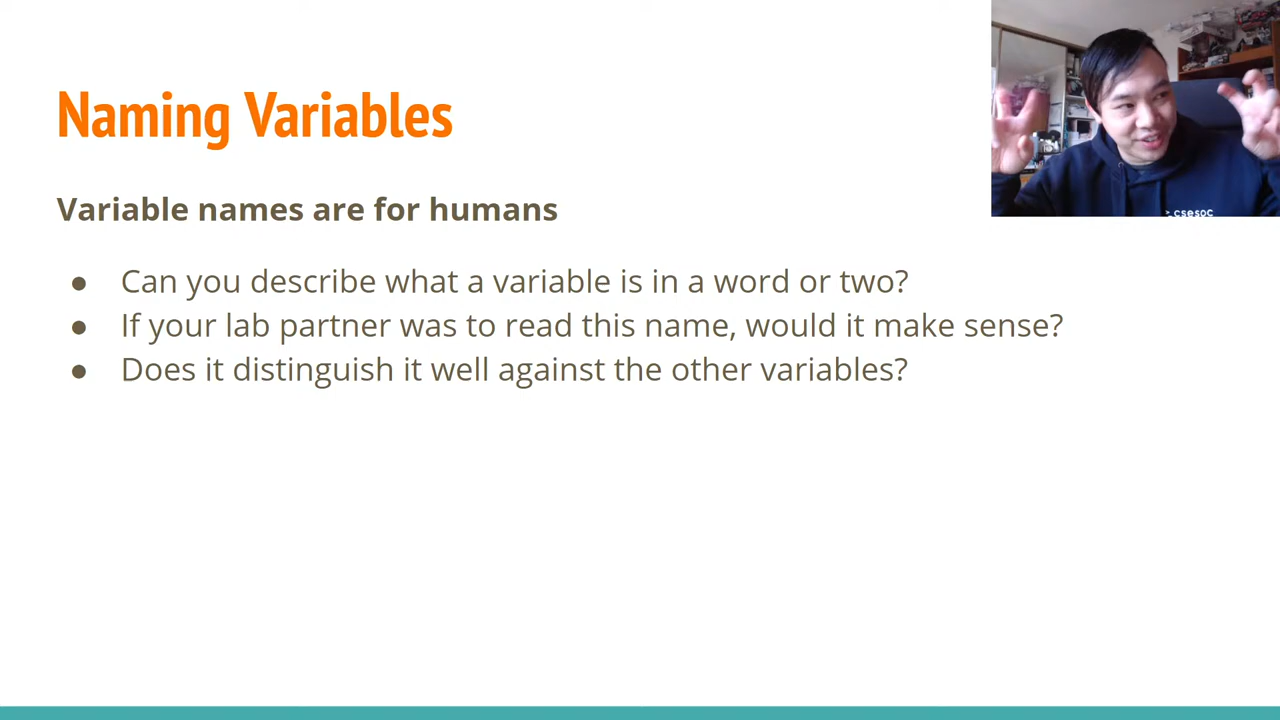 Naming Variables
Variable names are for humans
● Can you describe what a variable is in a word or two?
● If your lab partner was to read this name, would it make sense?
● Does it distinguish it well against the other variables?
>_csesoc